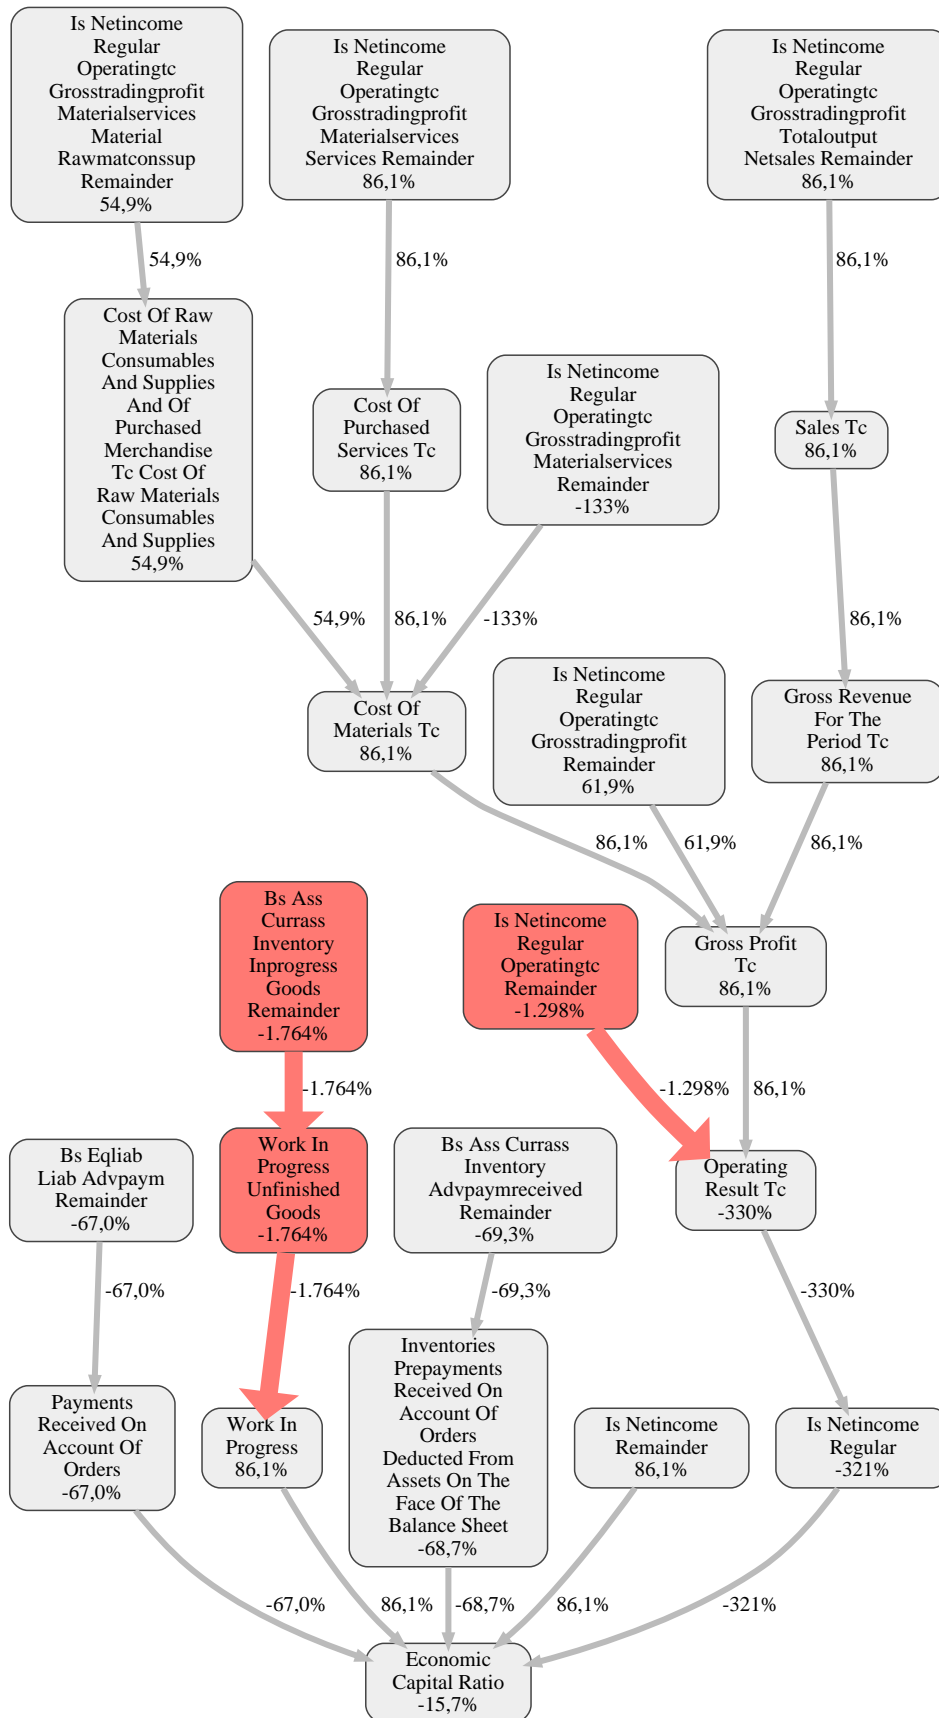 Is Netincome
Regular
Operatingtc
Grosstradingprofit
Materialservices
Material
Rawmatconssup
Remainder
54,9%
Is Netincome
Regular
Operatingtc
Grosstradingprofit
Materialservices
Services Remainder
86,1%
Is Netincome
Regular
Operatingtc
Grosstradingprofit
Totaloutput
Netsales Remainder
86,1%
54,9%
86,1%
86,1%
Cost Of Raw
Materials
Consumables
And Supplies
And Of
Purchased
Merchandise
Tc Cost Of
Raw Materials
Consumables
And Supplies
54,9%
Cost Of
Purchased
Services Tc
86,1%
Is Netincome
Regular
Operatingtc
Grosstradingprofit
Materialservices
Remainder
-133%
Sales Tc
86,1%
54,9%
86,1%
-133%
86,1%
Cost Of
Materials Tc
86,1%
Is Netincome
Regular
Operatingtc
Grosstradingprofit
Remainder
61,9%
Gross Revenue
For The
Period Tc
86,1%
86,1%
61,9%
86,1%
Bs Ass
Currass
Inventory
Inprogress
Goods
Remainder
-1.764%
Is Netincome
Regular
Operatingtc
Remainder
-1.298%
Gross Profit
Tc
86,1%
-1.764%
-1.298%
86,1%
Bs Eqliab
Liab Advpaym
Remainder
-67,0%
Work In
Progress
Unfinished
Goods
-1.764%
Bs Ass Currass
Inventory
Advpaymreceived
Remainder
-69,3%
Operating
Result Tc
-330%
-67,0%
-1.764%
-69,3%
-330%
Payments
Received On
Account Of
Orders
-67,0%
Work In
Progress
86,1%
Inventories
Prepayments
Received On
Account Of
Orders
Deducted From
Assets On The
Face Of The
Balance Sheet
-68,7%
Is Netincome
Remainder
86,1%
Is Netincome
Regular
-321%
-67,0%
86,1%
-68,7%
86,1%
-321%
Economic
Capital Ratio
-15,7%